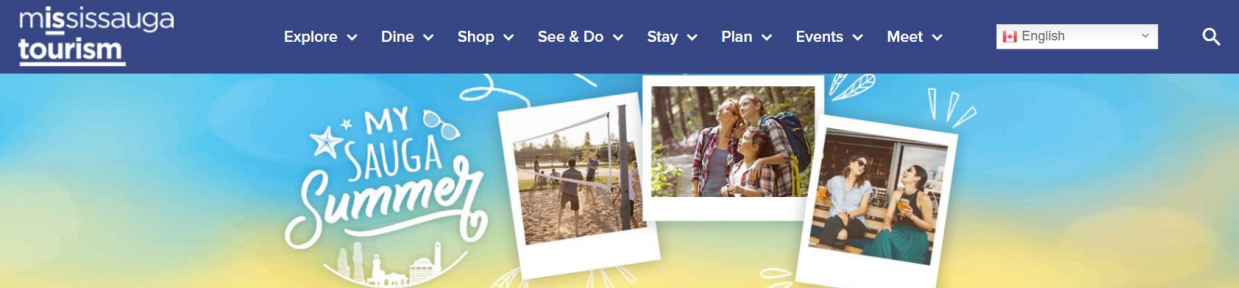 mississauga
tourism
Explore Dine Shop See & Do Stay Plan Events Meet English
MY
SAUGA
Summer